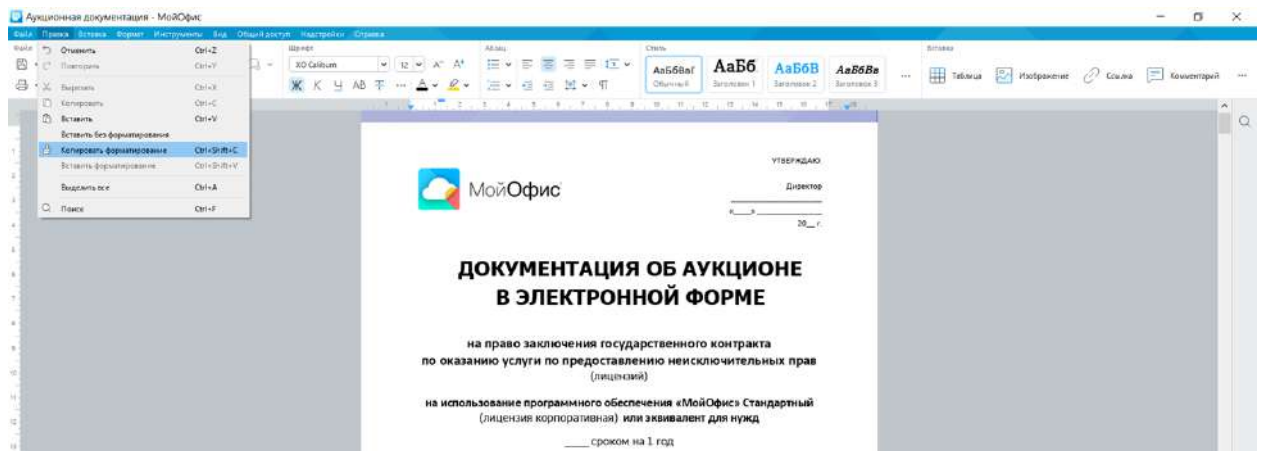 Аукционная документация - МойОфис
Файл Правка Вставка Формат Инструменты Вид Общий доступ Надстройки Справка
Файл
Шрифт
Абзац
Стиль
Вставка
Отменить Ctrl+Z
Повторить Ctrl+Y
Вырезать Ctrl+X
Копировать Ctrl+C
Вставить Ctrl+V
Вставить без форматирования
Копировать форматирование Ctrl+Shift+C
Вставить форматирование Ctrl+Shift+V
Выделить все Ctrl+A
Поиск Ctrl+F
XO Calibum 12
Ж К Ч АВ
АаБбВвГ АаБб АаБбВ АаБбВв
Обычный Заголовок 1 Заголовок 2 Заголовок 3
Таблица Изображение Ссылка Комментарий
УТВЕРЖДАЮ
МойОфис
Директор
«___»
20__ г.
ДОКУМЕНТАЦИЯ ОБ АУКЦИОНЕ
В ЭЛЕКТРОННОЙ ФОРМЕ
на право заключения государственного контракта
по оказанию услуги по предоставлению неисключительных прав
(лицензий)
на использование программного обеспечения «МойОфис» Стандартный
(лицензия корпоративная) или эквивалент для нужд
____ сроком на 1 год